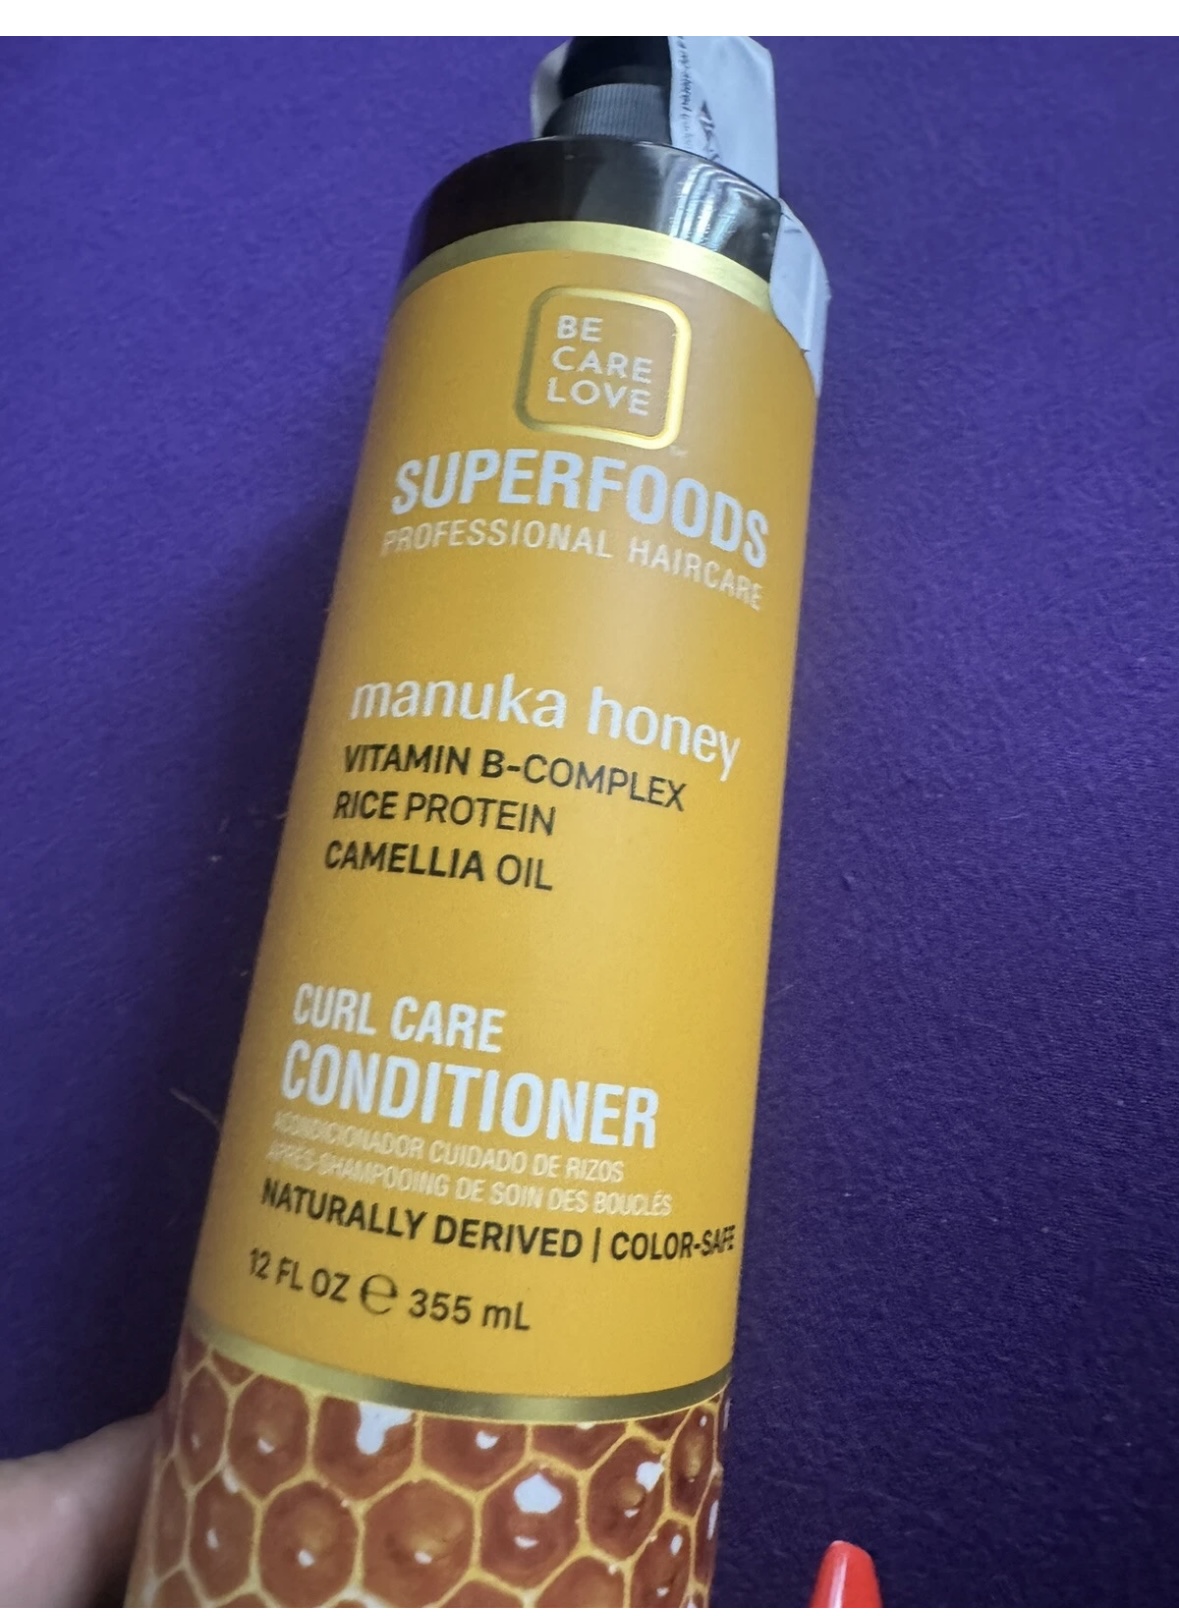 BE
CARE
LOVE
SUPERFOODS
PROFESSIONAL HAIRCARE
manuka honey
VITAMIN B-COMPLEX
RICE PROTEIN
CAMELLIA OIL
CURL CARE
CONDITIONER
ACONDICIONADOR CUIDADO DE RIZOS
APRÈS-SHAMPOOING DE SOIN DES BOUCLÉS
NATURALLY DERIVED | COLOR-SAFE
12 FL OZ ℮ 355 mL